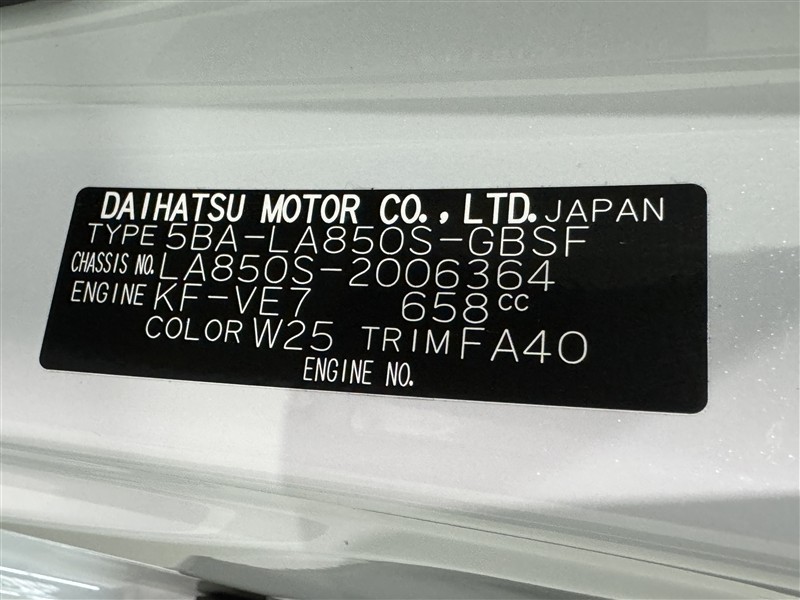 DAIHATSU MOTOR CO., LTD. JAPAN
TYPE 5BA-LA850S-GBSF
CHASSIS NO. LA850S-2006364
ENGINE KF-VE7 658CC
COLOR W25 TRIM FA40
ENGINE NO.